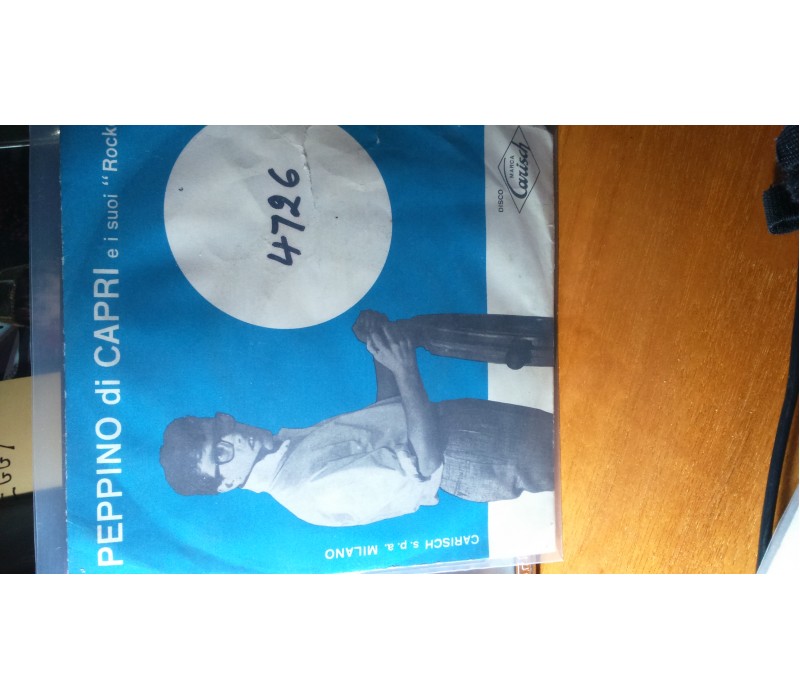 PEPPINO di CAPRI e i suoi "Rock
4726
DISCO
MARCA
Carisch
CARISCH s.p.a. MILANO